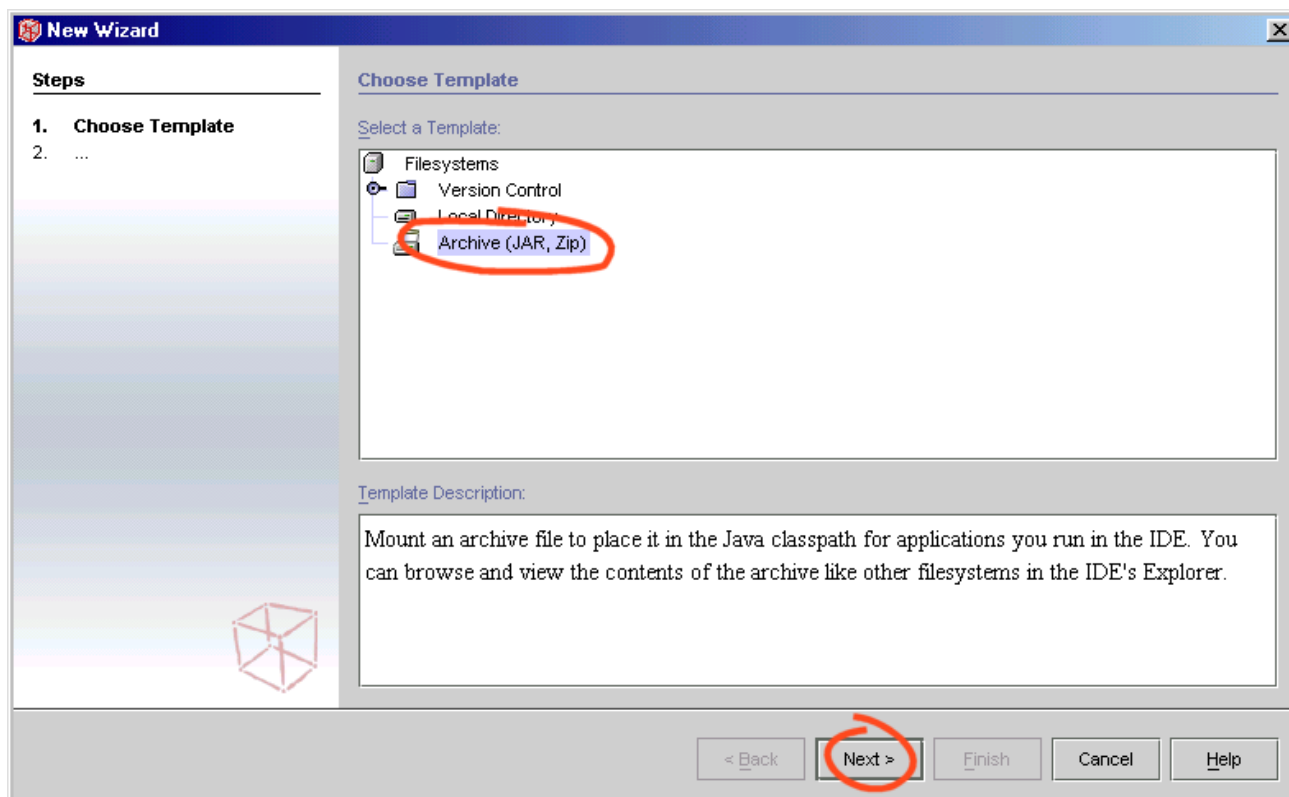 New Wizard
Steps
1. Choose Template
2. ...
Choose Template
Select a Template:
Filesystems
Version Control
Local Directory
Archive (JAR, Zip)
Template Description:
Mount an archive file to place it in the Java classpath for applications you run in the IDE. You
can browse and view the contents of the archive like other filesystems in the IDE's Explorer.
< Back
Next >
Finish
Cancel
Help